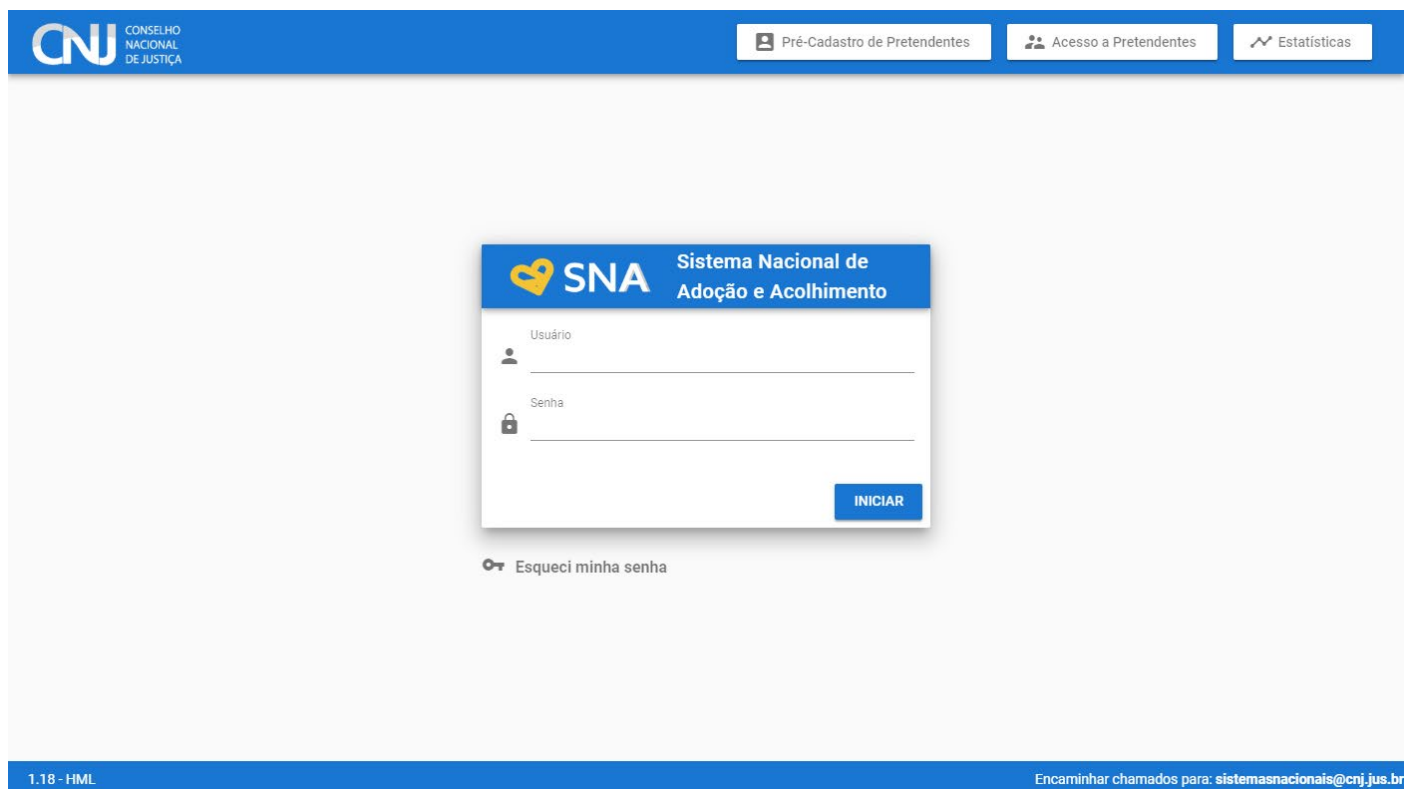 CNJ
CONSELHO
NACIONAL
DE JUSTIÇA
Pré-Cadastro de Pretendentes
Acesso a Pretendentes
Estatísticas
SNA
Sistema Nacional de
Adoção e Acolhimento
Usuário
Senha
INICIAR
Esqueci minha senha
1.18 - HML
Encaminhar chamados para: sistemasnacionais@cnj.jus.br